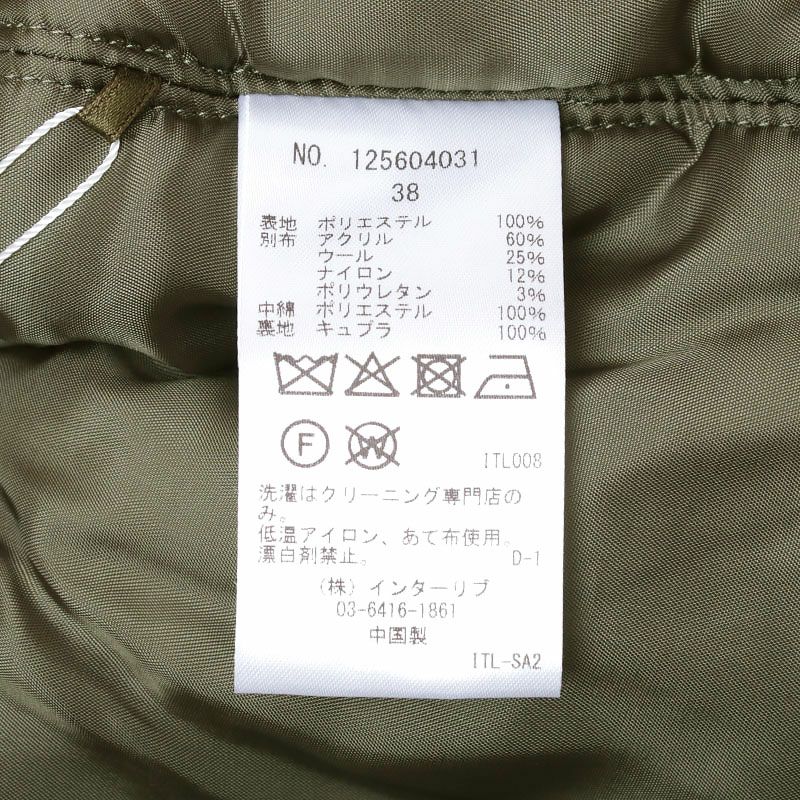 NO. 125604031
38
表地 ポリエステル 100%
別布 アクリル 60%
ウール 25%
ナイロン 12%
ポリウレタン 3%
中綿 ポリエステル 100%
裏地 キュプラ 100%
F W ITL008
洗濯はクリーニング専門店の
み。
低温アイロン、あて布使用。
漂白剤禁止。 D-1
(株) インターリブ
03-6416-1861
中国製
ITL-SA2